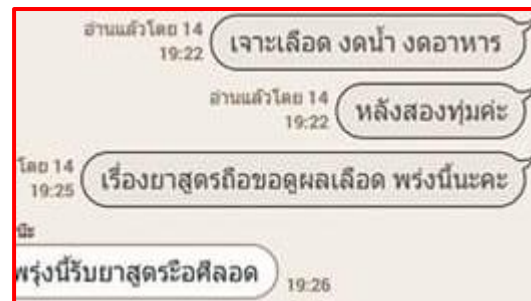 อ่านแล้วโดย 14
19:22
เจาะเลือด งดน้ำ งดอาหาร
อ่านแล้วโดย 14
19:22
หลังสองทุ่มค่ะ
โดย 14
19:25
เรื่องยาสูตรถือขอดูผลเลือด พรุ่งนี้นะคะ
พรุ่งนี้รับยาสูตระือศีลอด
19:26